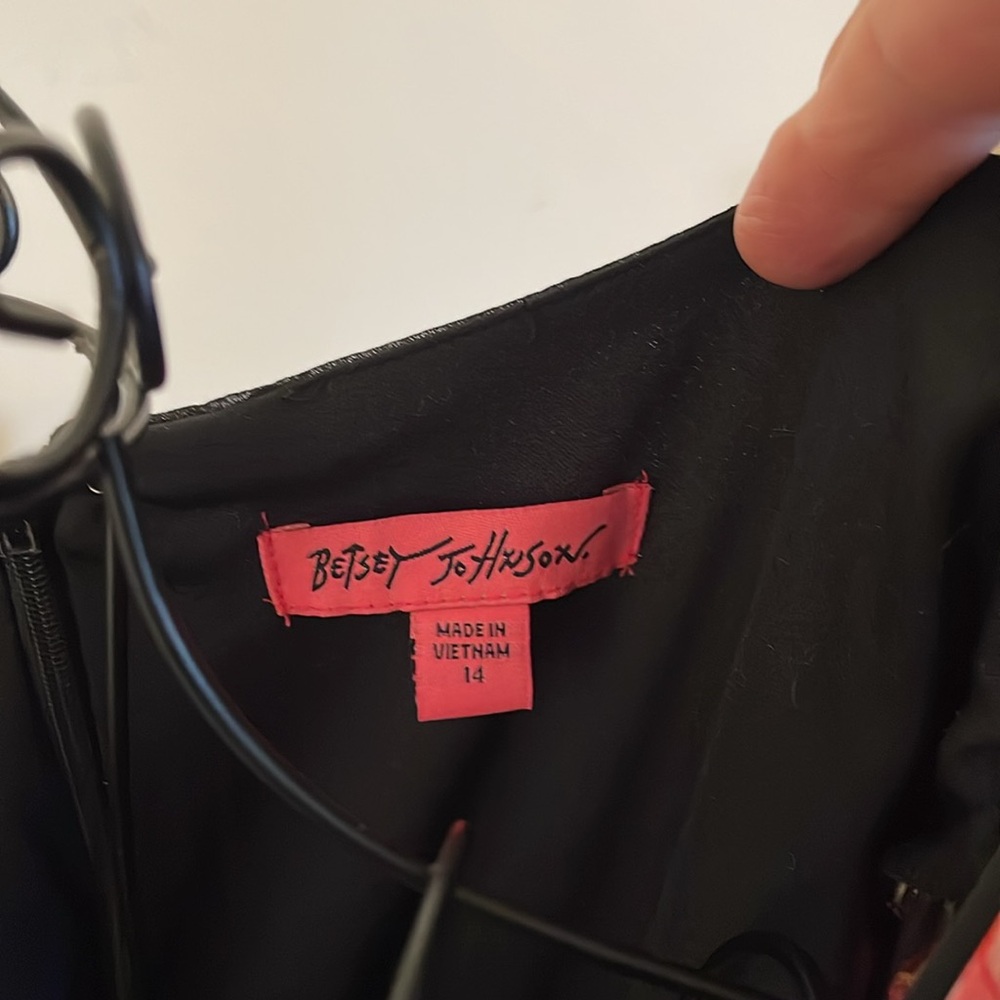 BETSEY JOHNSON.
MADE IN
VIETNAM
14